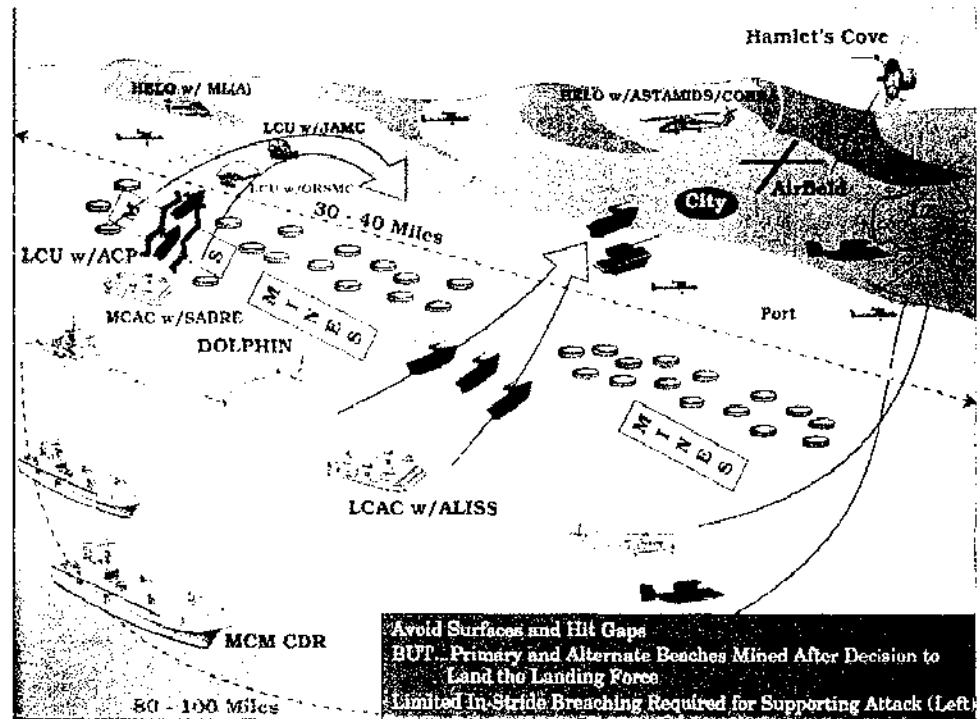 Hamlet's Cove
HELO w/ ML(A)
HELO w/ASTAMIDS/COBRA
LCU w/JAMC
LCU w/ORSMC
Airfield
City
30 - 40 Miles
M
S
LCU w/ACP
MCAC w/SADRE
MINES
DOLPHIN
Port
MINES
LCAC w/ALISS
MCM CDR
80 - 100 Miles
Avoid Surfaces and Hit Gaps
BUT...Primary and Alternate Beaches Mined After Decision to
Land the Landing Force
Limited In-Stride Breaching Required for Supporting Attack (Left